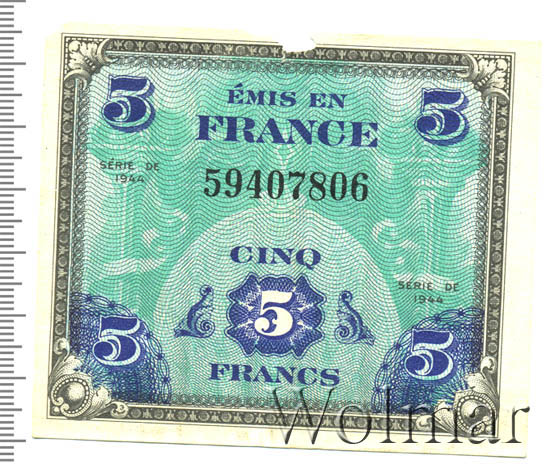 5 ÉMIS EN 5
FRANCE
SÉRIE DE
1944
59407806
CINQ
SÉRIE DE
1944
5
5 5
FRANCS
Wolmar